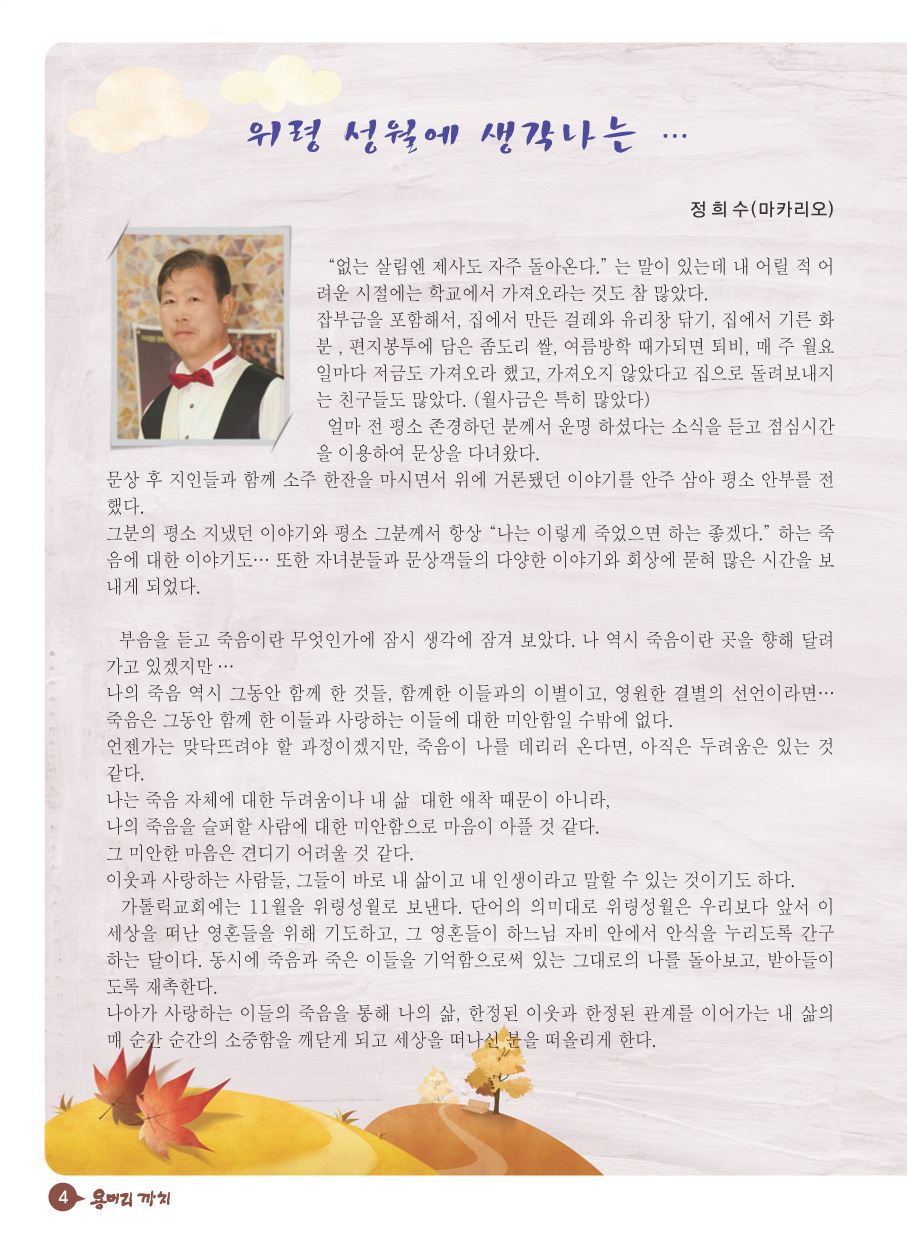 위령 성월에 생각나는 …
정 희 수(마카리오)
“없는 살림엔 제사도 자주 돌아온다.” 는 말이 있는데 내 어릴 적 어
려운 시절에는 학교에서 가져오라는 것도 참 많았다.
잡부금을 포함해서, 집에서 만든 걸레와 유리창 닦기, 집에서 기른 화
분 , 편지봉투에 담은 좀도리 쌀, 여름방학 때가되면 퇴비, 매 주 월요
일마다 저금도 가져오라 했고, 가져오지 않았다고 집으로 돌려보내지
는 친구들도 많았다. (월사금은 특히 많았다)
얼마 전 평소 존경하던 분께서 운명 하셨다는 소식을 듣고 점심시간
을 이용하여 문상을 다녀왔다.
문상 후 지인들과 함께 소주 한잔을 마시면서 위에 거론됐던 이야기를 안주 삼아 평소 안부를 전
했다.
그분의 평소 지냈던 이야기와 평소 그분께서 항상 “나는 이렇게 죽었으면 하는 좋겠다.” 하는 죽
음에 대한 이야기도… 또한 자녀분들과 문상객들의 다양한 이야기와 회상에 묻혀 많은 시간을 보
내게 되었다.
부음을 듣고 죽음이란 무엇인가에 잠시 생각에 잠겨 보았다. 나 역시 죽음이란 곳을 향해 달려
가고 있겠지만 …
나의 죽음 역시 그동안 함께 한 것들, 함께한 이들과의 이별이고, 영원한 결별의 선언이라면…
죽음은 그동안 함께 한 이들과 사랑하는 이들에 대한 미안함일 수밖에 없다.
언젠가는 맞닥뜨려야 할 과정이겠지만, 죽음이 나를 데리러 온다면, 아직은 두려움은 있는 것
같다.
나는 죽음 자체에 대한 두려움이나 내 삶 대한 애착 때문이 아니라,
나의 죽음을 슬퍼할 사람에 대한 미안함으로 마음이 아플 것 같다.
그 미안한 마음은 견디기 어려울 것 같다.
이웃과 사랑하는 사람들, 그들이 바로 내 삶이고 내 인생이라고 말할 수 있는 것이기도 하다.
가톨릭교회에는 11월을 위령성월로 보낸다. 단어의 의미대로 위령성월은 우리보다 앞서 이
세상을 떠난 영혼들을 위해 기도하고, 그 영혼들이 하느님 자비 안에서 안식을 누리도록 간구
하는 달이다. 동시에 죽음과 죽은 이들을 기억함으로써 있는 그대로의 나를 돌아보고, 받아들이
도록 재촉한다.
나아가 사랑하는 이들의 죽음을 통해 나의 삶, 한정된 이웃과 한정된 관계를 이어가는 내 삶의
매 순간 순간의 소중함을 깨닫게 되고 세상을 떠나신 분을 떠올리게 한다.
4 용머리 까치